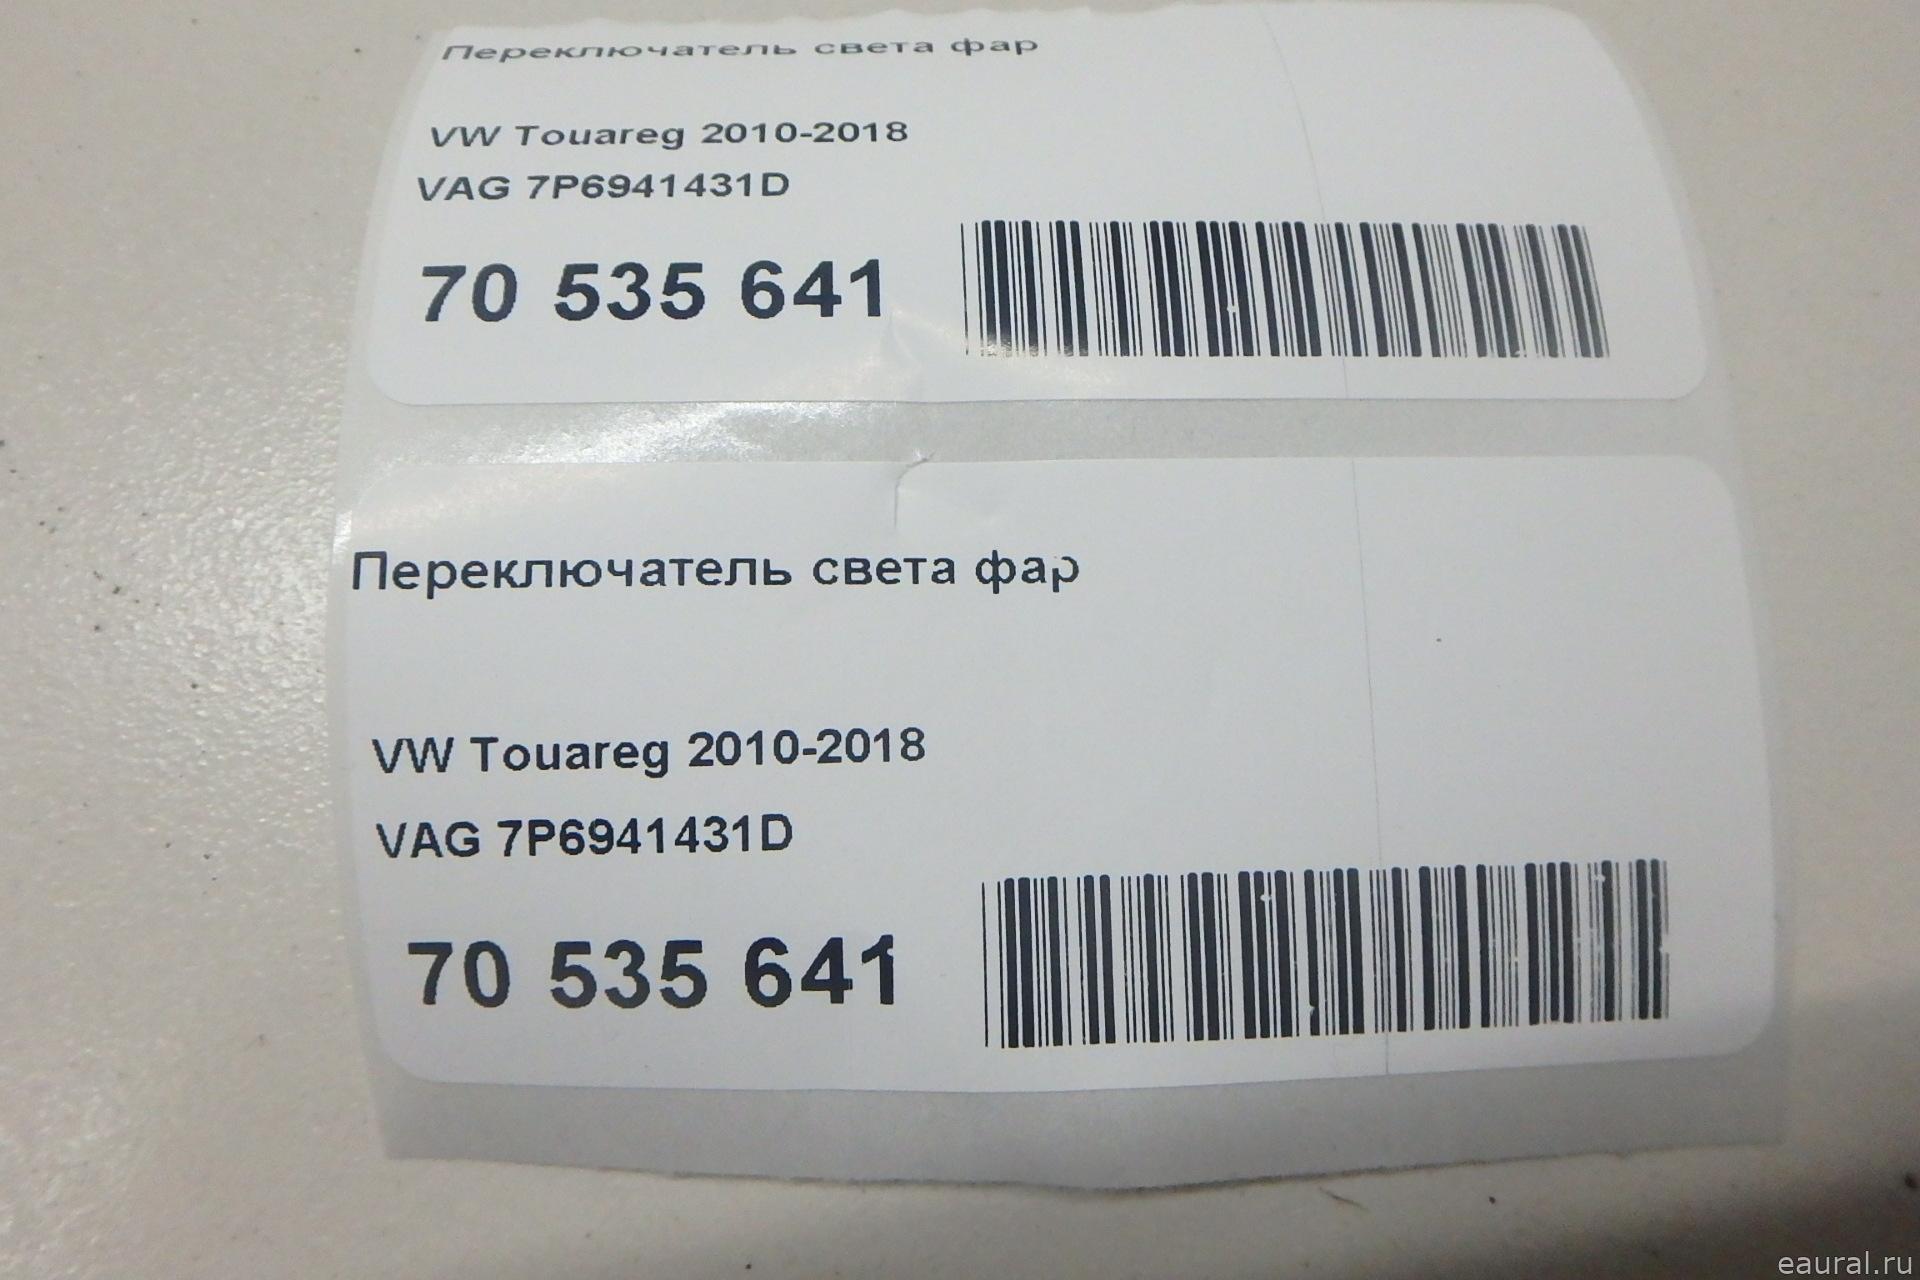 Переключатель света фар
VW Touareg 2010-2018
VAG 7P6941431D
70 535 641
Переключатель света фар
VW Touareg 2010-2018
VAG 7P6941431D
70 535 641
eaural.ru